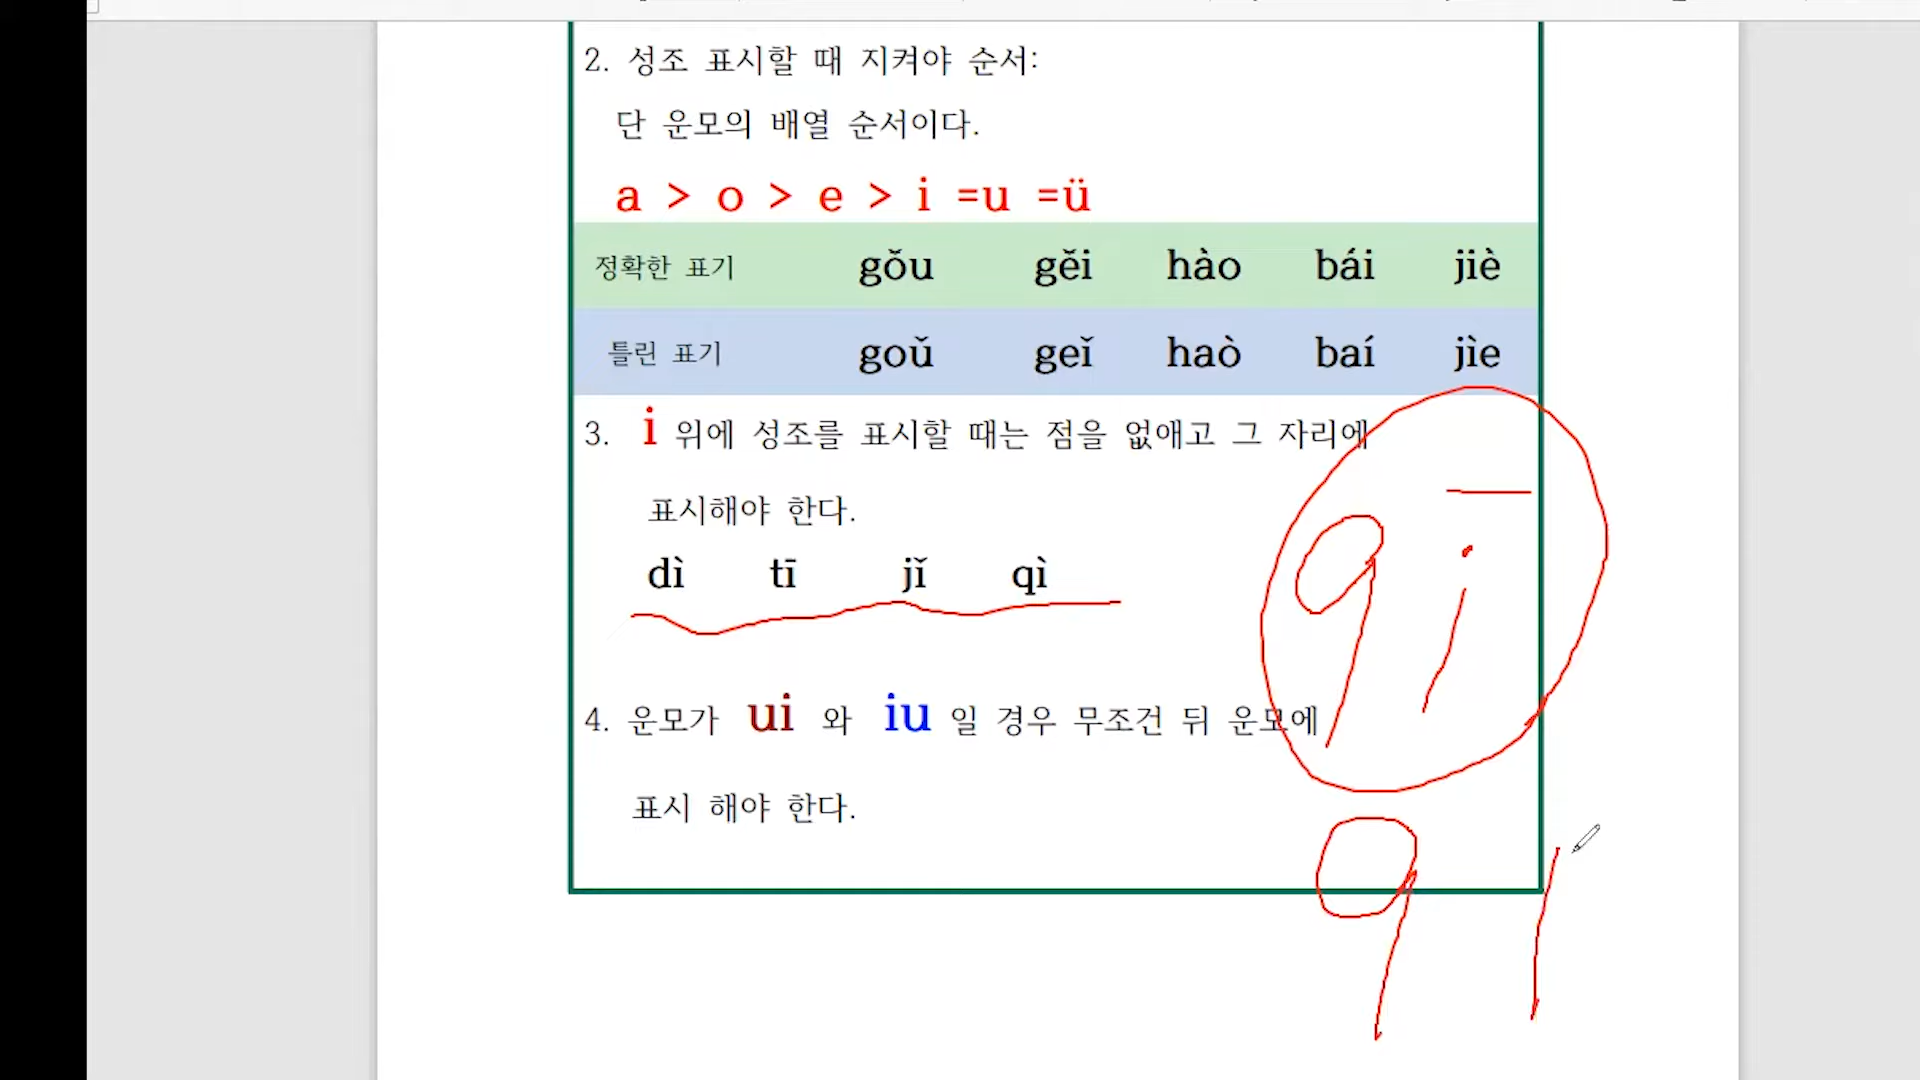 2. 성조 표시할 때 지켜야 순서:
단 운모의 배열 순서이다.
a > o > e > i =u =ü
정확한 표기 gǒu gěi hào bái jiè
틀린 표기 goǔ geǐ haò baí jìe
3. i 위에 성조를 표시할 때는 점을 없애고 그 자리에
표시해야 한다.
dì tī jǐ qì
qi
4. 운모가 ui 와 iu 일 경우 무조건 뒤 운모에
표시 해야 한다.